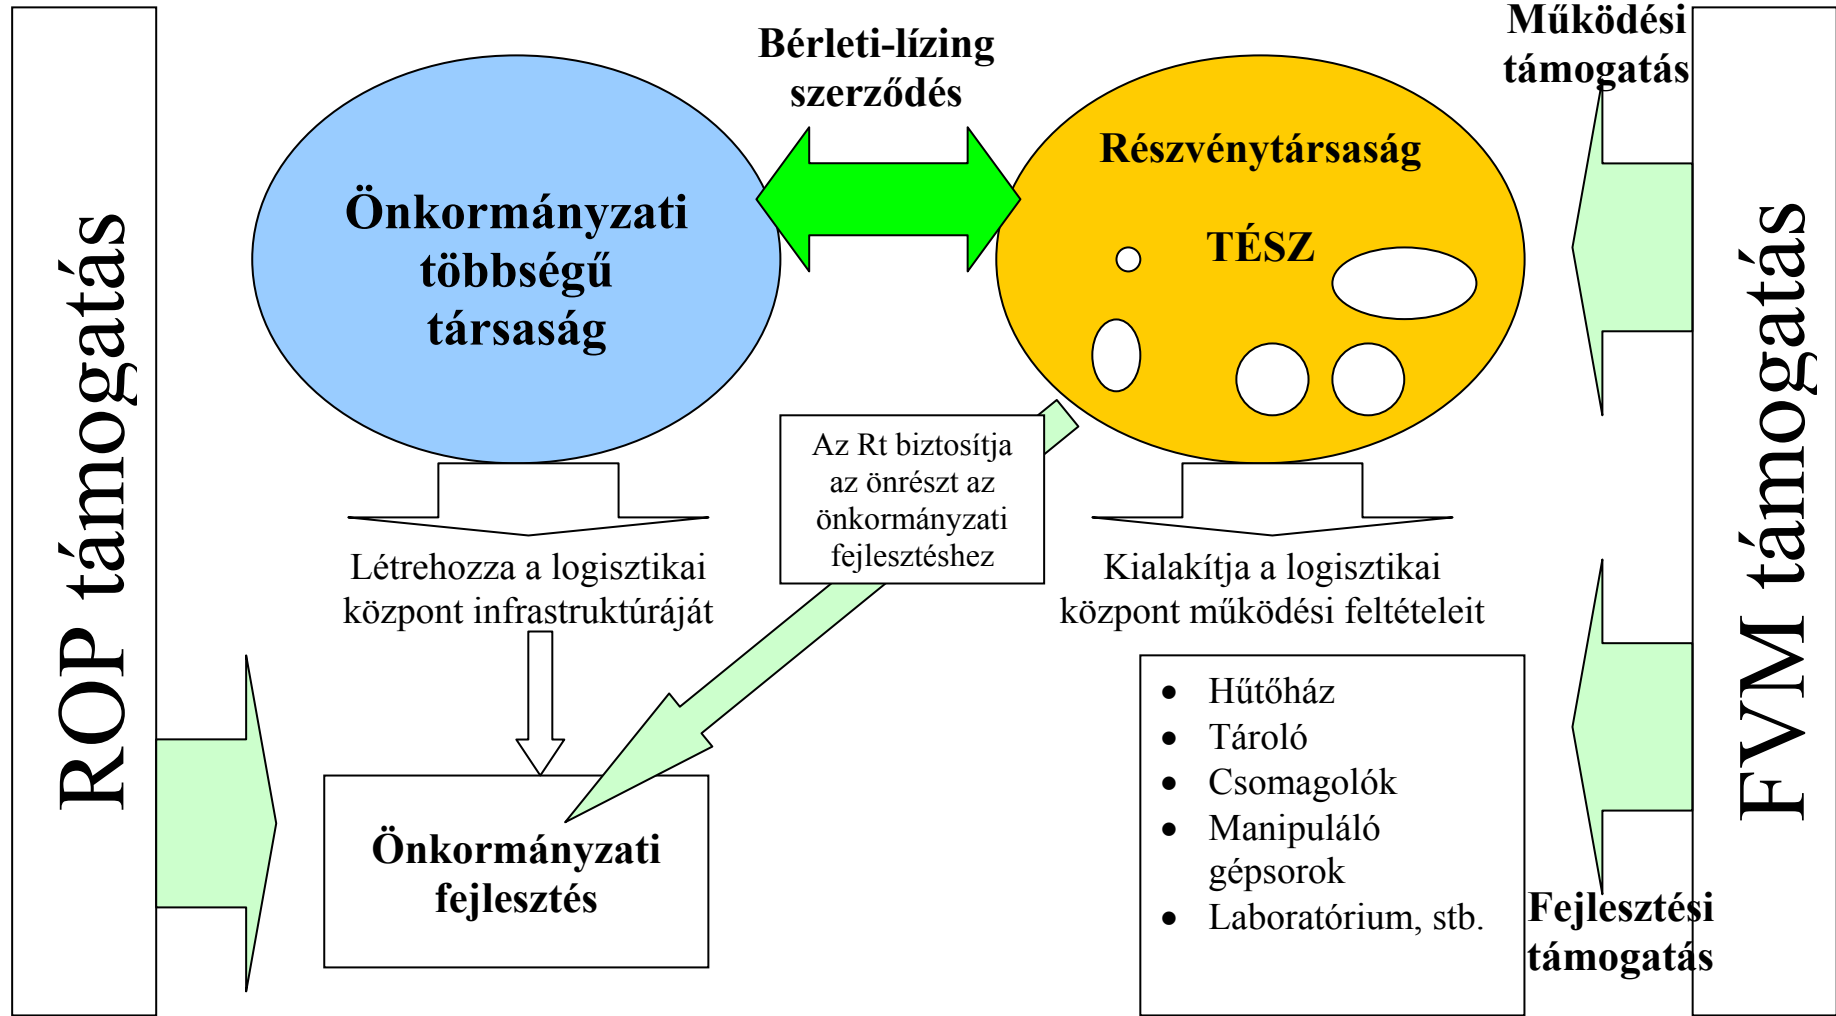 ROP támogatás
Önkormányzati
többségű
társaság
Bérleti-lízing
szerződés
Részvénytársaság
TÉSZ
Működési
támogatás
FVM támogatás
Az Rt biztosítja
az önrészt az
önkormányzati
fejlesztéshez
Létrehozza a logisztikai
központ infrastruktúráját
Kialakítja a logisztikai
központ működési feltételeit
Önkormányzati
fejlesztés
• Hűtőház
• Tároló
• Csomagolók
• Manipuláló
gépsorok
• Laboratórium, stb.
Fejlesztési
támogatás